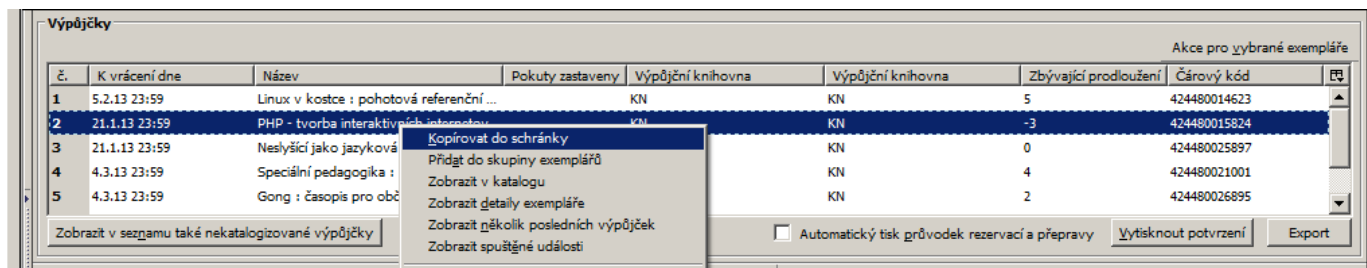 Výpůjčky
Akce pro vybrané exempláře
č. K vrácení dne Název Pokuty zastaveny Výpůjční knihovna Výpůjční knihovna Zbývající prodloužení Čárový kód
1 5.2.13 23:59 Linux v kostce : pohotová referenční ... KN KN 5 424480014623
2 21.1.13 23:59 PHP - tvorba interaktivních internetov... KN KN -3 424480015824
Kopírovat do schránky
3 21.1.13 23:59 Neslyšící jako jazyková KN 0 424480025897
Přidat do skupiny exemplářů
4 4.3.13 23:59 Speciální pedagogika : KN 4 424480021001
Zobrazit v katalogu
5 4.3.13 23:59 Gong : časopis pro obč KN 2 424480026895
Zobrazit detaily exempláře
Zobrazit několik posledních výpůjček
Zobrazit spuštěné události
Zobrazit v seznamu také nekatalogizované výpůjčky Automatický tisk průvodek rezervací a přepravy Vytisknout potvrzení Export